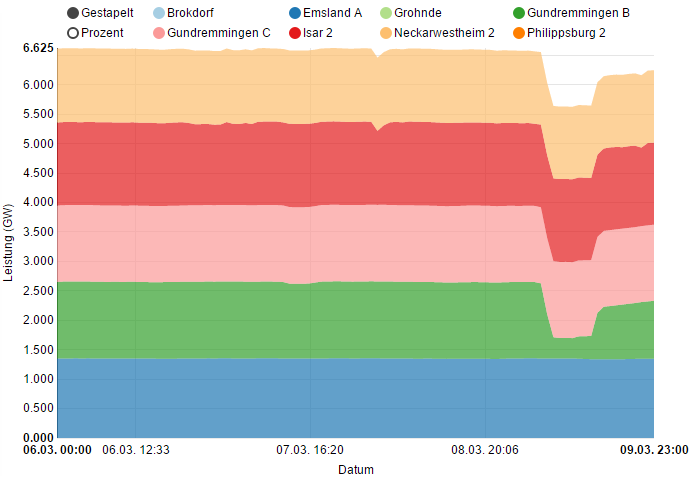 Gestapelt Brokdorf Emsland A Grohnde Gundremmingen B
Prozent Gundremmingen C Isar 2 Neckarwestheim 2 Philippsburg 2
6.625
6.000
5.500
5.000
4.500
4.000
3.500
3.000
2.500
2.000
1.500
1.000
0.500
0.000
Leistung (GW)
06.03. 00:00 06.03. 12:33 07.03. 16:20 08.03. 20:06 09.03. 23:00
Datum